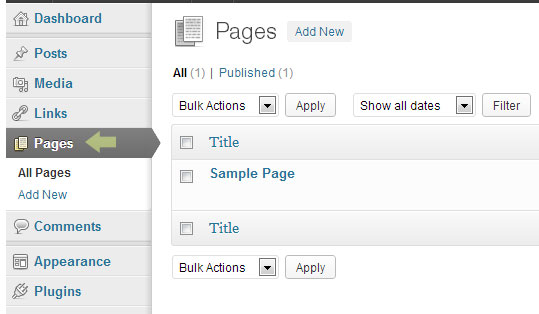 Dashboard
Posts
Media
Links
Pages
All Pages
Add New
Comments
Appearance
Plugins
Pages Add New
All (1) | Published (1)
Bulk Actions Apply Show all dates Filter
Title
Sample Page
Title
Bulk Actions Apply